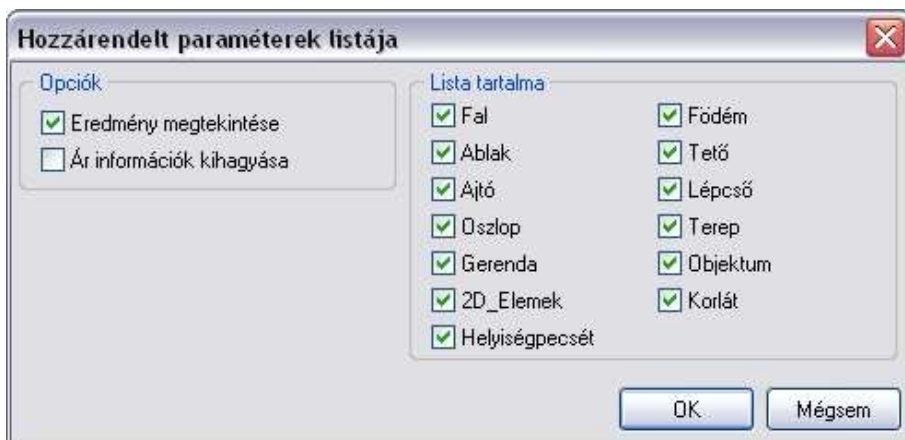 Hozzárendelt paraméterek listája
Opciók
Eredmény megtekintése
Ár információk kihagyása
Lista tartalma
Fal
Ablak
Ajtó
Oszlop
Gerenda
2D_Elemek
Helyiségpecsét
Födém
Tető
Lépcső
Terep
Objektum
Korlát
OK
Mégsem